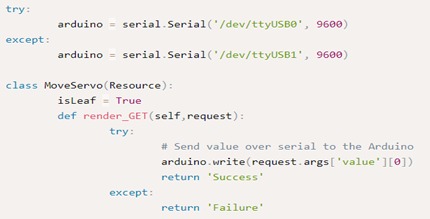 try:
        arduino = serial.Serial('/dev/ttyUSB0', 9600)
except:
        arduino = serial.Serial('/dev/ttyUSB1', 9600)
class MoveServo(Resource):
        isLeaf = True
        def render_GET(self,request):
                try:
                        # Send value over serial to the Arduino
                        arduino.write(request.args['value'][0])
                        return 'Success'
                except:
                        return 'Failure'